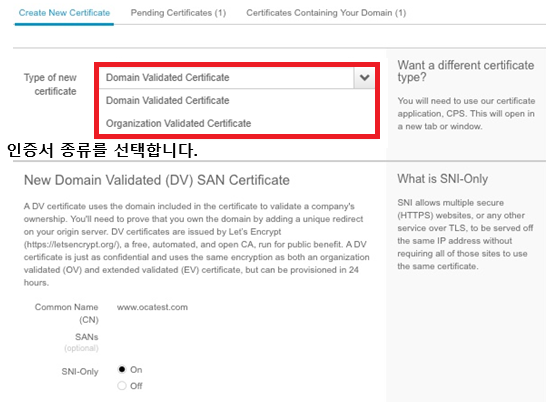 Create New Certificate Pending Certificates (1) Certificates Containing Your Domain (1)
Type of new
certificate
Domain Validated Certificate
Domain Validated Certificate
Organization Validated Certificate
인증서 종류를 선택합니다.
Want a different certificate
type?
You will need to use our certificate
application, CPS. This will open in
a new tab or window.
New Domain Validated (DV) SAN Certificate
A DV certificate uses the domain included in the certificate to validate a company's
ownership. You'll need to prove that you own the domain by adding a unique redirect
on your origin server. DV certificates are issued by Let's Encrypt
(https://letsencrypt.org/), a free, automated, and open CA, run for public benefit. A DV
certificate is just as confidential and uses the same encryption as both an organization
validated (OV) and extended validated (EV) certificate, but can be provisioned in 24
hours.
Common Name
(CN)
www.ocatest.com
SANs
(optional)
SNI-Only
On
Off
What is SNI-Only
SNI allows multiple secure
(HTTPS) websites, or any other
service over TLS, to be served off
the same IP address without
requiring all of those sites to use
the same certificate.